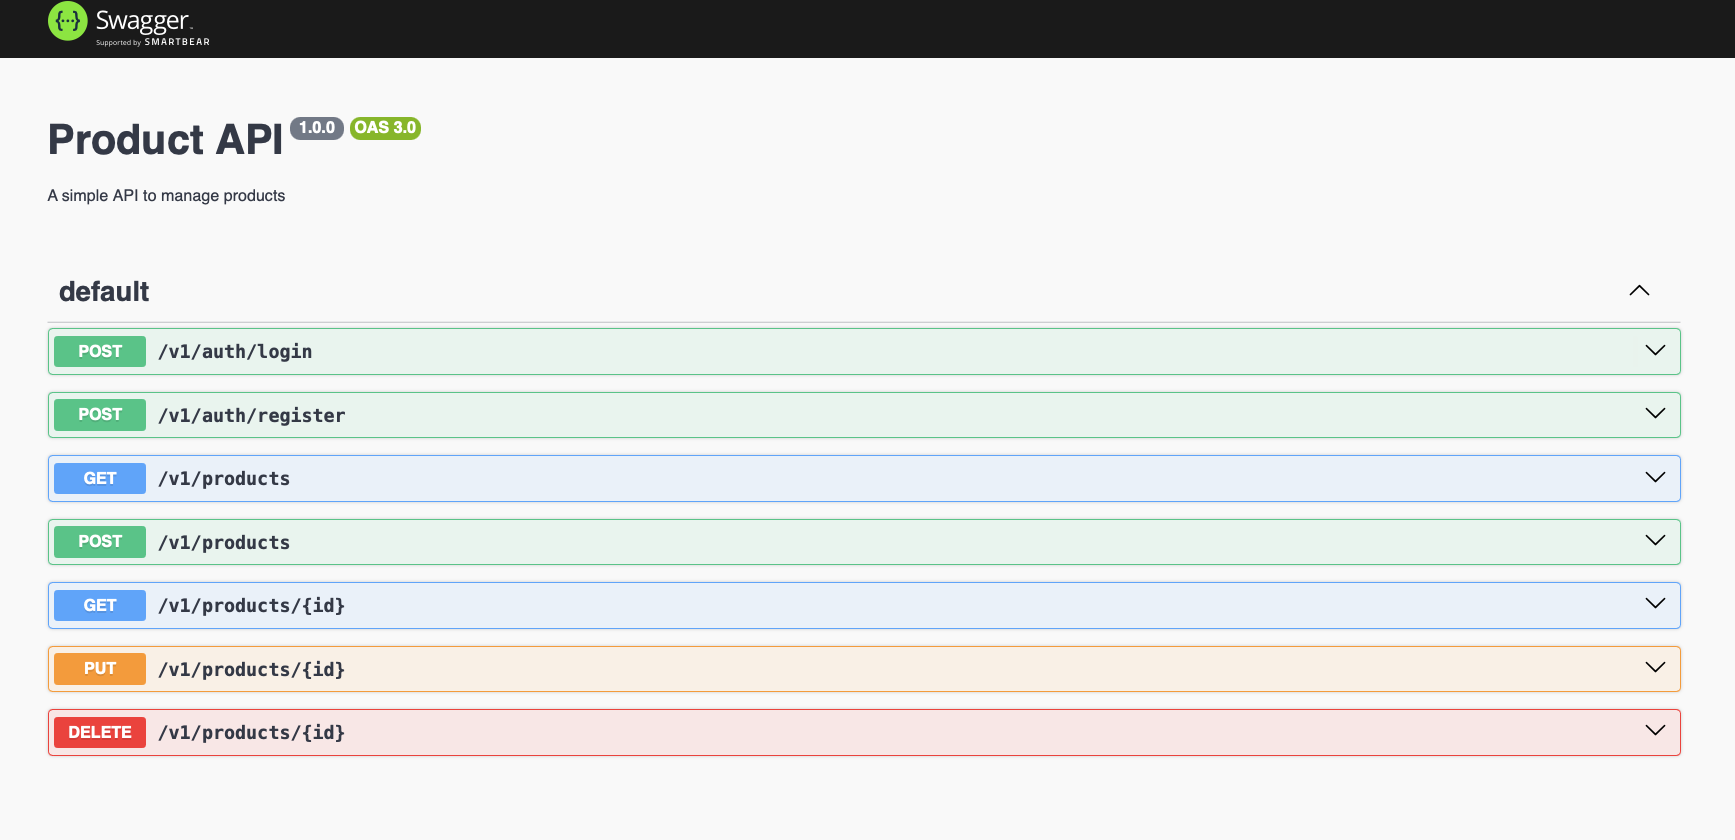 {···} Swagger
Supported by SMARTBEAR
Product API 1.0.0 OAS 3.0
A simple API to manage products
default
POST /v1/auth/login
POST /v1/auth/register
GET /v1/products
POST /v1/products
GET /v1/products/{id}
PUT /v1/products/{id}
DELETE /v1/products/{id}